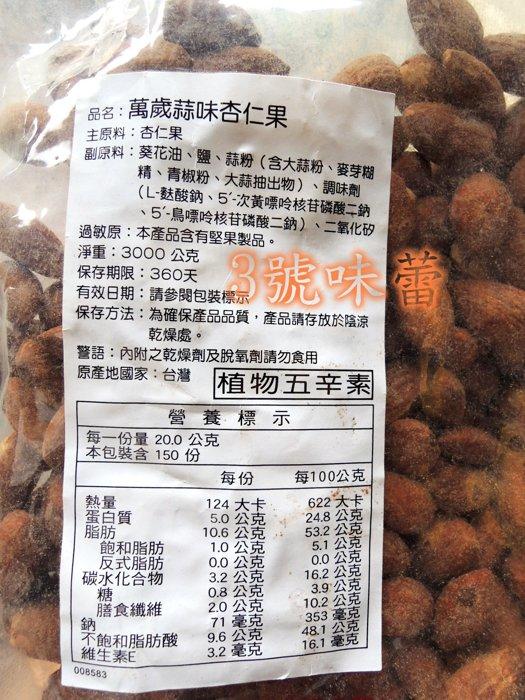 品名：萬歲蒜味杏仁果
主原料：杏仁果
副原料：葵花油、鹽、蒜粉（含大蒜粉、麥芽糊
精、青椒粉、大蒜抽出物）、調味劑
（L-麩酸鈉、5´-次黃嘌呤核苷磷酸二鈉
、5´-鳥嘌呤核苷磷酸二鈉）、二氧化矽
過敏原：本產品含有堅果製品。
淨重：3000 公克
保存期限：360天
有效日期：請參閱包裝標示
保存方法：為確保產品品質，產品請存放於陰涼
乾燥處。
3號味蕾
警語：內附之乾燥劑及脫氧劑請勿食用
原產地國家：台灣
植物五辛素
營養標示
每一份量 20.0 公克
本包裝含 150 份
每份 每100公克
熱量 124 大卡 622 大卡
蛋白質 5.0 公克 24.8 公克
脂肪 10.6 公克 53.2 公克
飽和脂肪 1.0 公克 5.1 公克
反式脂肪 0.0 公克 0.0 公克
碳水化合物 3.2 公克 16.2 公克
糖 0.8 公克 3.9 公克
膳食纖維 2.0 公克 10.2 公克
鈉 71 毫克 353 毫克
不飽和脂肪酸 9.6 公克 48.1 公克
維生素E 3.2 毫克 16.1 毫克
008583